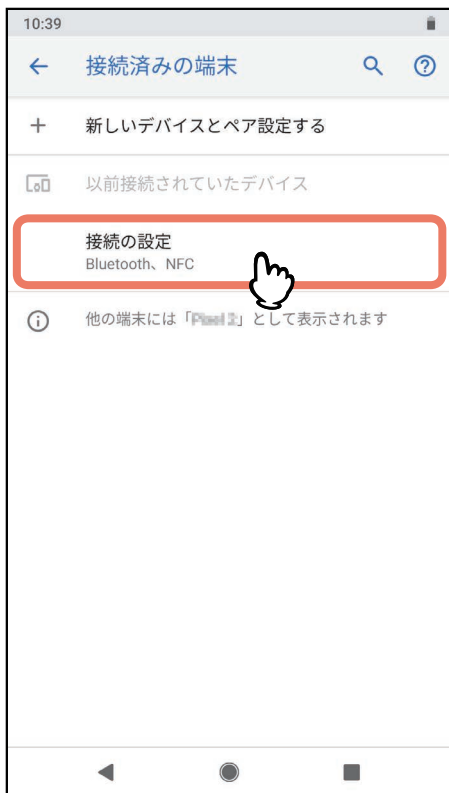 10:39
接続済みの端末
新しいデバイスとペア設定する
以前接続されていたデバイス
接続の設定
Bluetooth、NFC
他の端末には「」として表示されます